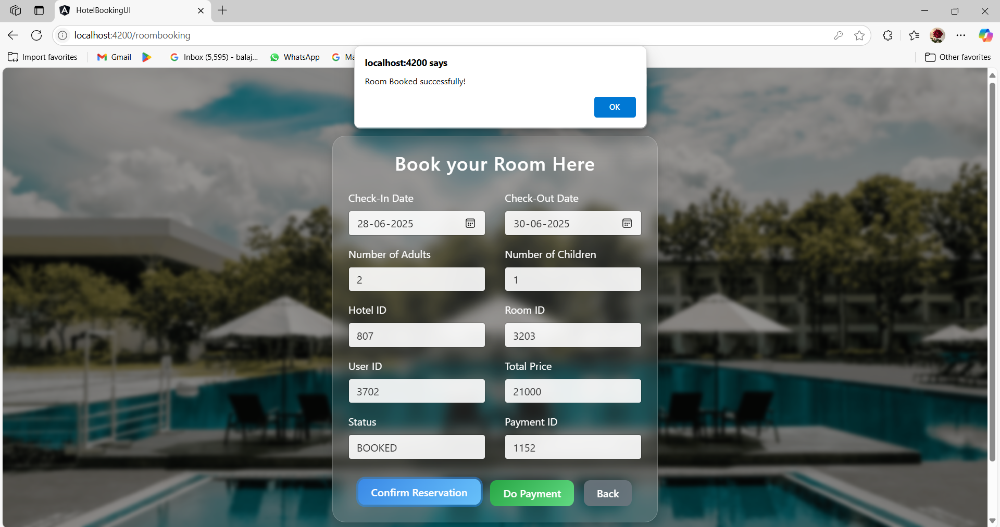 HotelBookingUI
localhost:4200/roombooking
Import favorites
Gmail
Inbox (5,595) - balaj...
WhatsApp
Ma
Other favorites
localhost:4200 says
Room Booked successfully!
OK
Book your Room Here
Check-In Date
Check-Out Date
28-06-2025
30-06-2025
Number of Adults
Number of Children
2
1
Hotel ID
Room ID
807
3203
User ID
Total Price
3702
21000
Status
Payment ID
BOOKED
1152
Confirm Reservation
Do Payment
Back